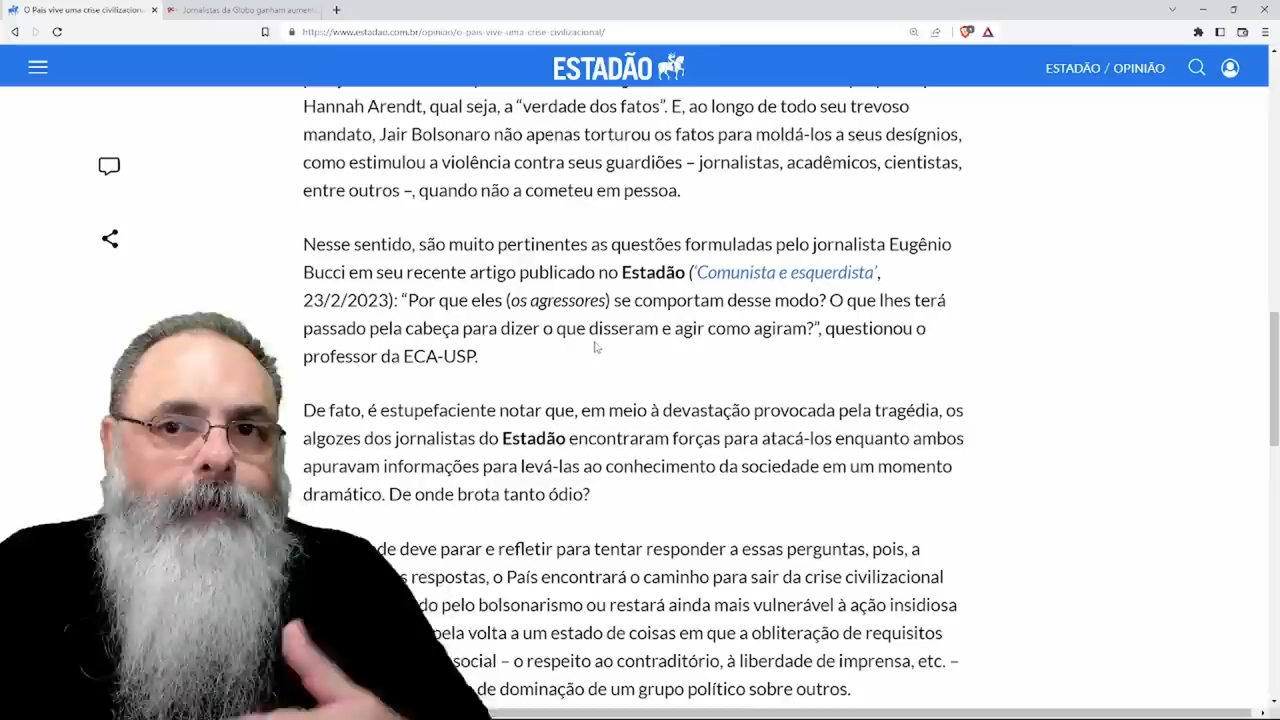 O País vive uma crise civilizacion
Jornalistas da Globo ganham aument
https://www.estadao.com.br/opiniao/o-pais-vive-uma-crise-civilizacional/
ESTADÃO
ESTADÃO / OPINIÃO
Hannah Arendt, qual seja, a “verdade dos fatos”. E, ao longo de todo seu trevoso
mandato, Jair Bolsonaro não apenas torturou os fatos para moldá-los a seus desígnios,
como estimulou a violência contra seus guardiões – jornalistas, acadêmicos, cientistas,
entre outros –, quando não a cometeu em pessoa.
Nesse sentido, são muito pertinentes as questões formuladas pelo jornalista Eugênio
Bucci em seu recente artigo publicado no Estadão (‘Comunista e esquerdista’,
23/2/2023): “Por que eles (os agressores) se comportam desse modo? O que lhes terá
passado pela cabeça para dizer o que disseram e agir como agiram?”, questionou o
professor da ECA-USP.
De fato, é estupefaciente notar que, em meio à devastação provocada pela tragédia, os
algozes dos jornalistas do Estadão encontraram forças para atacá-los enquanto ambos
apuravam informações para levá-las ao conhecimento da sociedade em um momento
dramático. De onde brota tanto ódio?
de deve parar e refletir para tentar responder a essas perguntas, pois, a
s respostas, o País encontrará o caminho para sair da crise civilizacional
do pelo bolsonarismo ou restará ainda mais vulnerável à ação insidiosa
pela volta a um estado de coisas em que a obliteração de requisitos
social – o respeito ao contraditório, à liberdade de imprensa, etc. –
de dominação de um grupo político sobre outros.